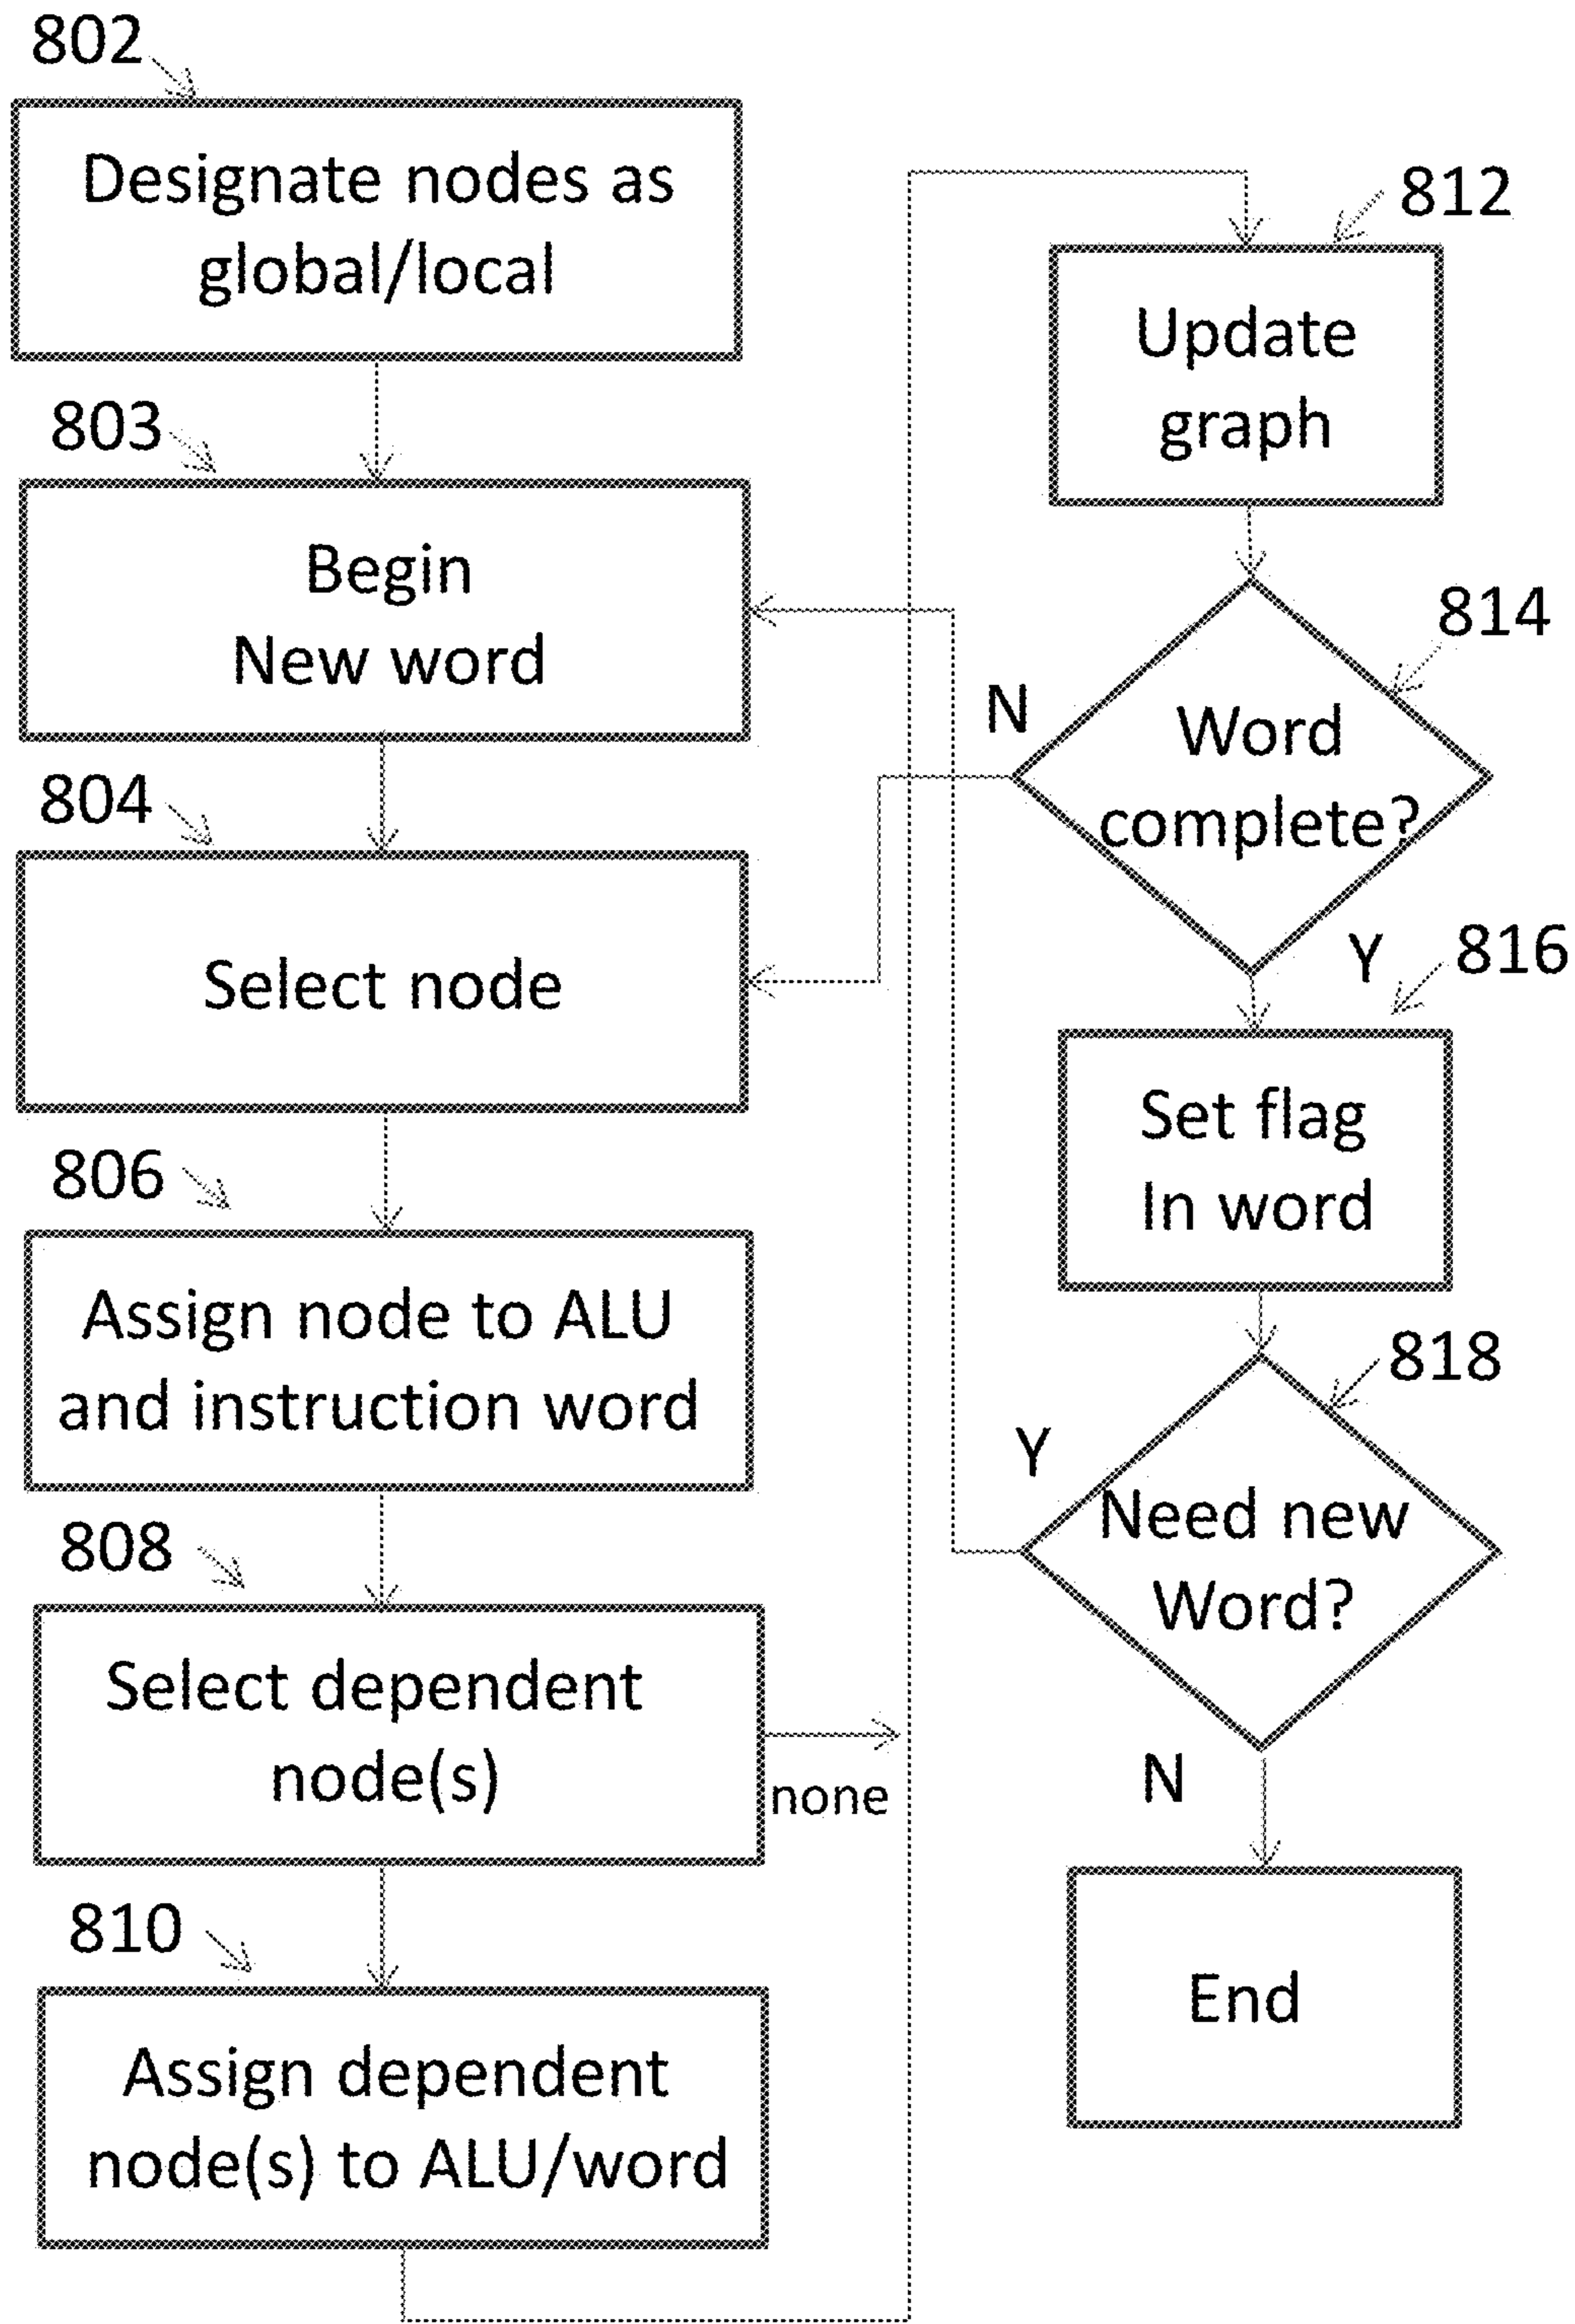 802
Designate nodes as
global/local
803
Begin
New word
804
Select node
806
Assign node to ALU
and instruction word
808
Select dependent
node(s)
none
810
Assign dependent
node(s) to ALU/word
812
Update
graph
814
N
Word
complete?
Y
816
Set flag
In word
818
Y
Need new
Word?
N
End